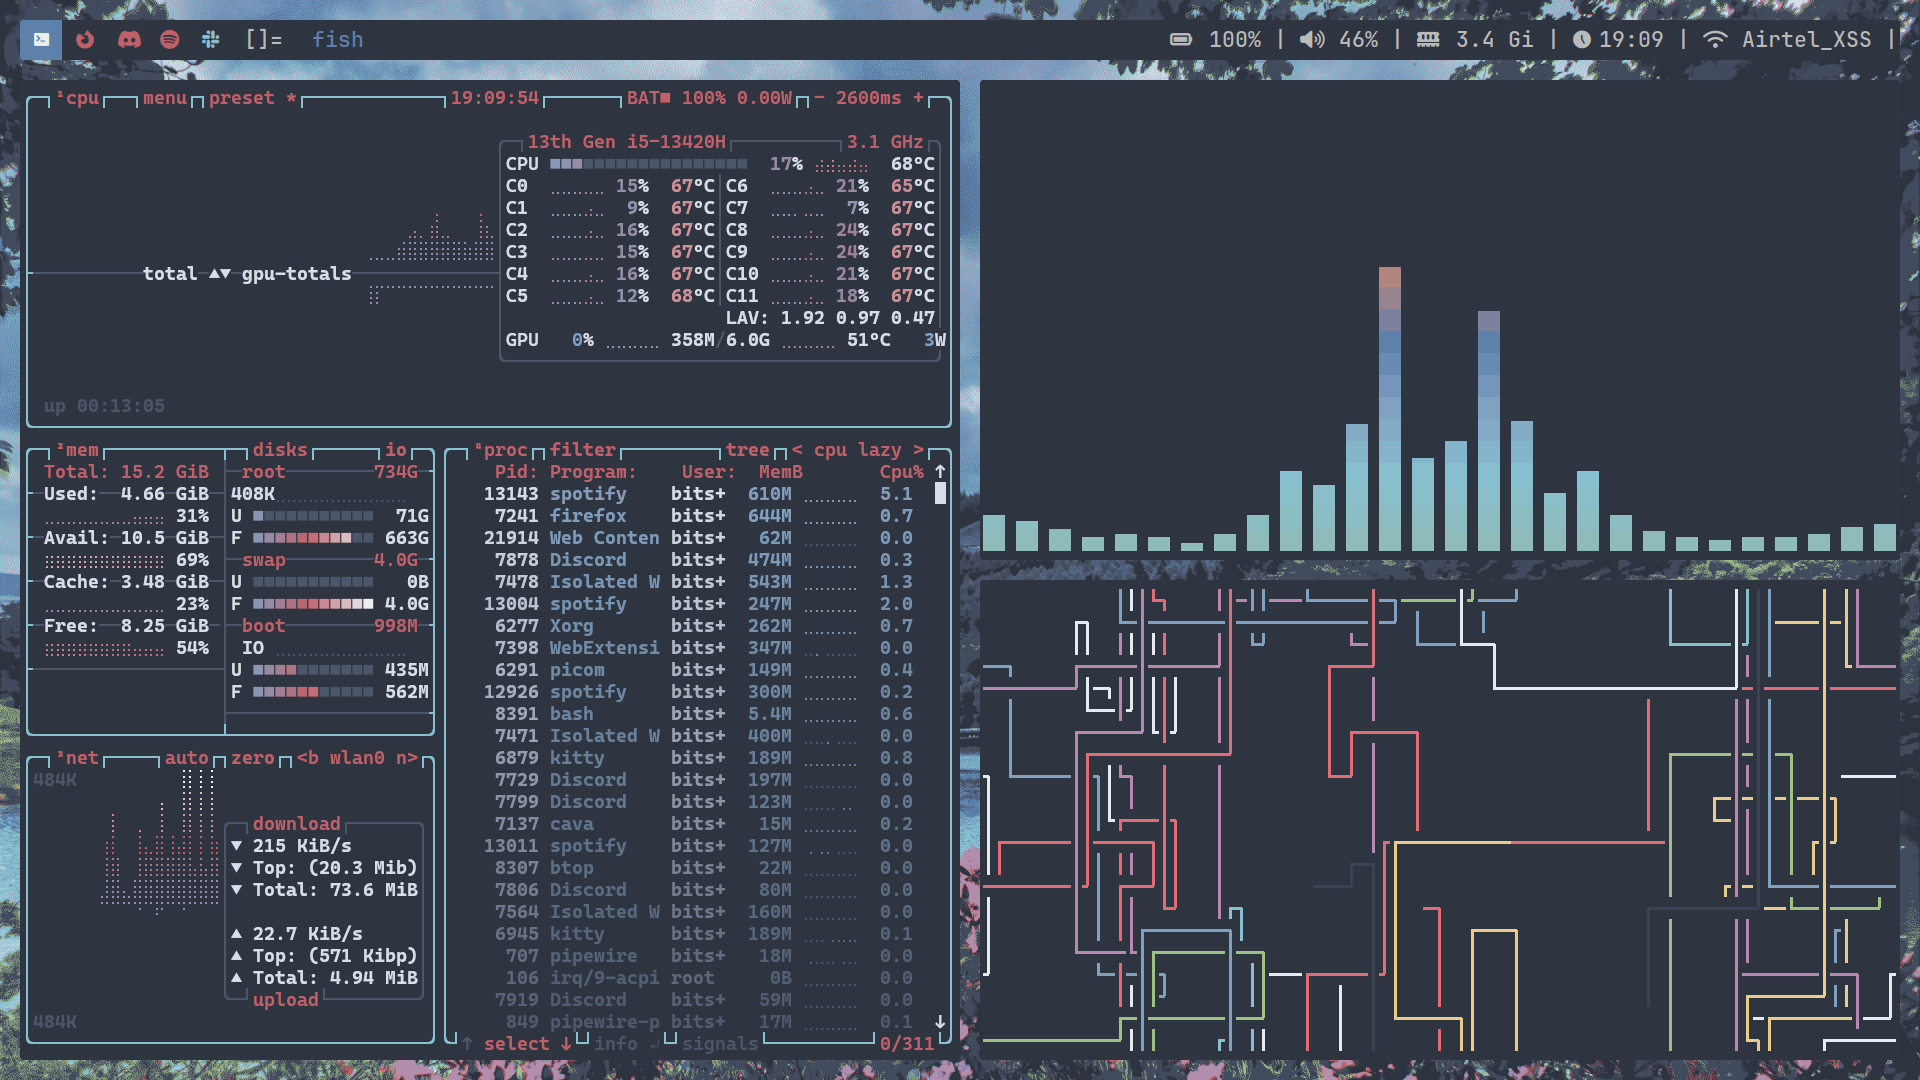 []= fish 100% | 46% | 3.4 Gi | 19:09 | Airtel_XSS |
¹cpu menu preset * 19:09:54 BAT■ 100% 0.00W - 2600ms +
13th Gen i5-13420H 3.1 GHz
CPU 17% 68°C
C0 15% 67°C C6 21% 65°C
C1 9% 67°C C7 7% 67°C
C2 16% 67°C C8 24% 67°C
C3 15% 67°C C9 24% 67°C
total ▲▼ gpu-totals C4 16% 67°C C10 21% 67°C
C5 12% 68°C C11 18% 67°C
LAV: 1.92 0.97 0.47
GPU 0% 358M/6.0G 51°C 3W
up 00:13:05
²mem disks io
Total: 15.2 GiB root 734G
Used: 4.66 GiB 408K
31% U 71G
Avail: 10.5 GiB F 663G
69% swap 4.0G
Cache: 3.48 GiB U 0B
23% F 4.0G
Free: 8.25 GiB boot 998M
54% IO
U 435M
F 562M
³net auto zero <b wlan0 n>
484K
download
▼ 215 KiB/s
▼ Top: (20.3 Mib)
▼ Total: 73.6 MiB
▲ 22.7 KiB/s
▲ Top: (571 Kibp)
▲ Total: 4.94 MiB
upload
484K
⁴proc filter tree < cpu lazy >
Pid: Program: User: MemB Cpu% ↑
13143 spotify bits+ 610M 5.1
7241 firefox bits+ 644M 0.7
21914 Web Conten bits+ 62M 0.0
7878 Discord bits+ 474M 0.3
7478 Isolated W bits+ 543M 1.3
13004 spotify bits+ 247M 2.0
6277 Xorg bits+ 262M 0.7
7398 WebExtensi bits+ 347M 0.0
6291 picom bits+ 149M 0.4
12926 spotify bits+ 300M 0.2
8391 bash bits+ 5.4M 0.6
7471 Isolated W bits+ 400M 0.0
6879 kitty bits+ 189M 0.8
7729 Discord bits+ 197M 0.0
7799 Discord bits+ 123M 0.0
7137 cava bits+ 15M 0.2
13011 spotify bits+ 127M 0.0
8307 btop bits+ 22M 0.0
7806 Discord bits+ 80M 0.0
7564 Isolated W bits+ 160M 0.0
6945 kitty bits+ 189M 0.1
707 pipewire bits+ 18M 0.0
106 irq/9-acpi root 0B 0.0
7919 Discord bits+ 59M 0.0
849 pipewire-p bits+ 17M 0.1 ↓
↑ select ↓ info ↵ signals 0/311